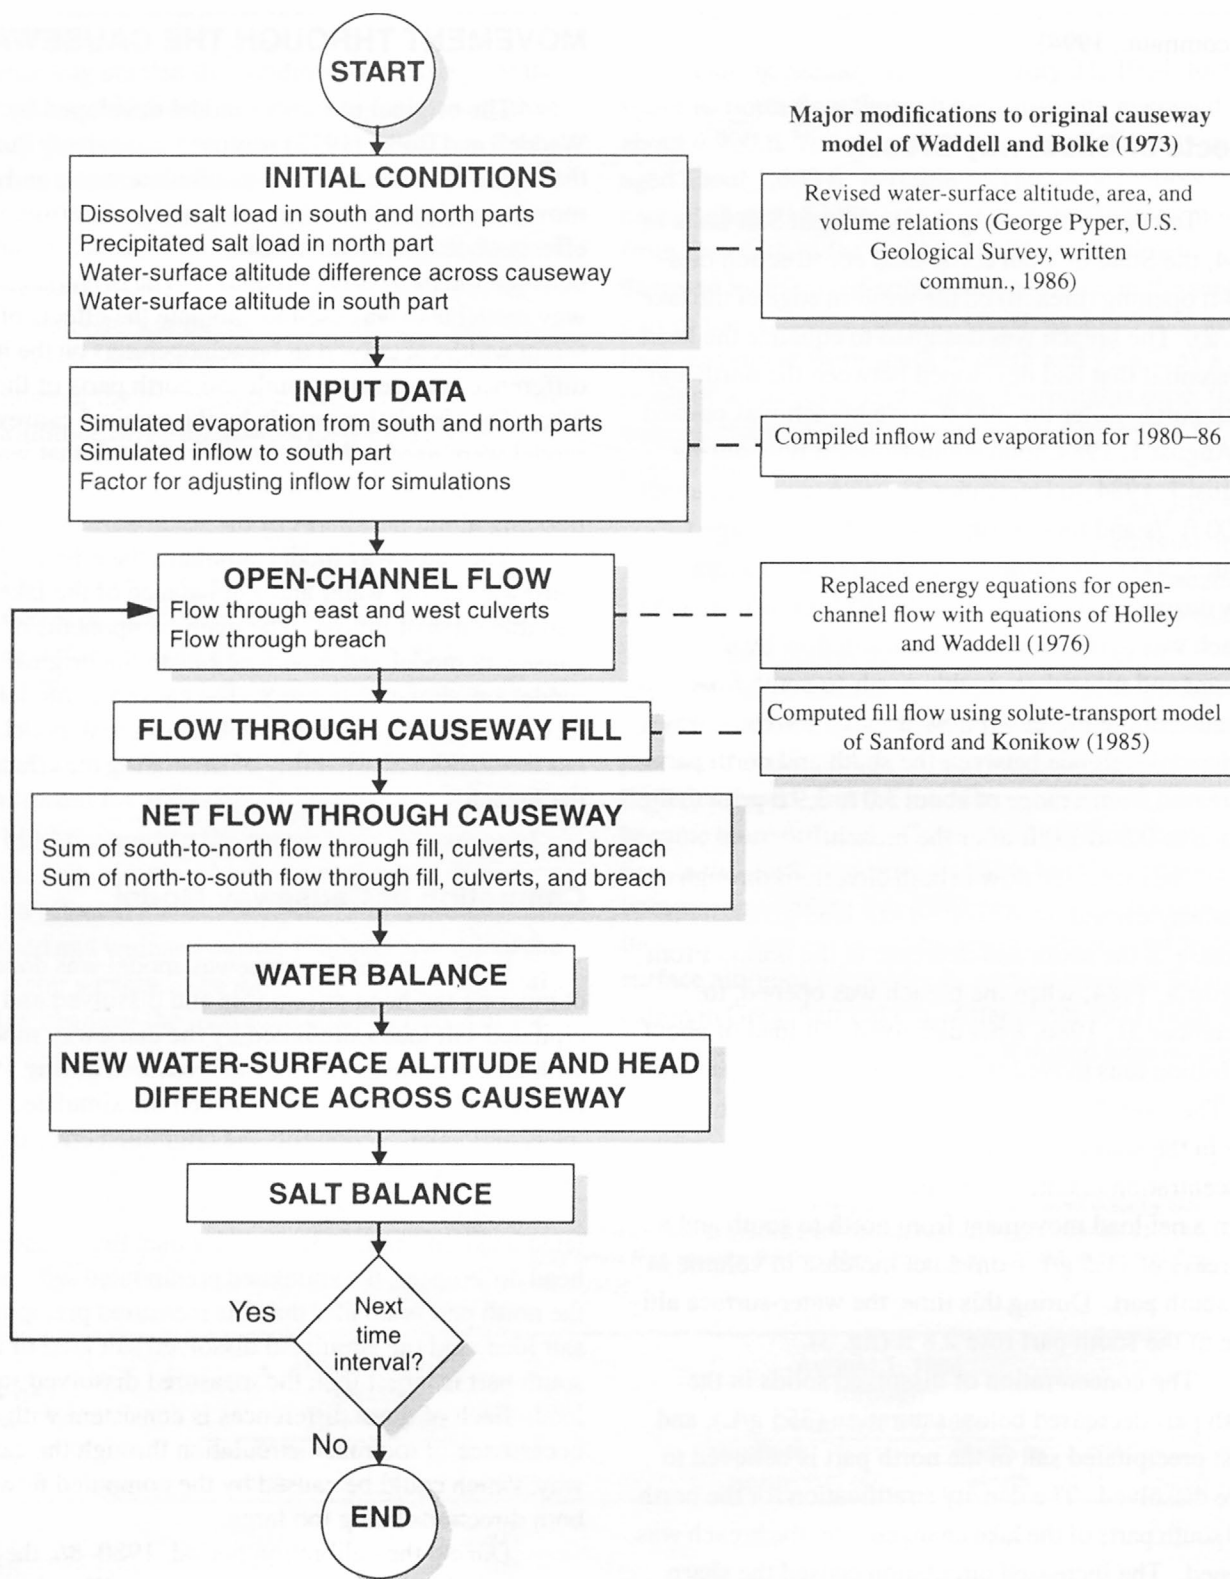 START
Major modifications to original causeway
model of Waddell and Bolke (1973)
INITIAL CONDITIONS
Dissolved salt load in south and north parts
Precipitated salt load in north part
Water-surface altitude difference across causeway
Water-surface altitude in south part
Revised water-surface altitude, area, and
volume relations (George Pyper, U.S.
Geological Survey, written
commun., 1986)
INPUT DATA
Simulated evaporation from south and north parts
Simulated inflow to south part
Factor for adjusting inflow for simulations
Compiled inflow and evaporation for 1980–86
OPEN-CHANNEL FLOW
Flow through east and west culverts
Flow through breach
Replaced energy equations for open-
channel flow with equations of Holley
and Waddell (1976)
FLOW THROUGH CAUSEWAY FILL
Computed fill flow using solute-transport model
of Sanford and Konikow (1985)
NET FLOW THROUGH CAUSEWAY
Sum of south-to-north flow through fill, culverts, and breach
Sum of north-to-south flow through fill, culverts, and breach
WATER BALANCE
NEW WATER-SURFACE ALTITUDE AND HEAD
DIFFERENCE ACROSS CAUSEWAY
SALT BALANCE
Yes
Next
time
interval?
No
END